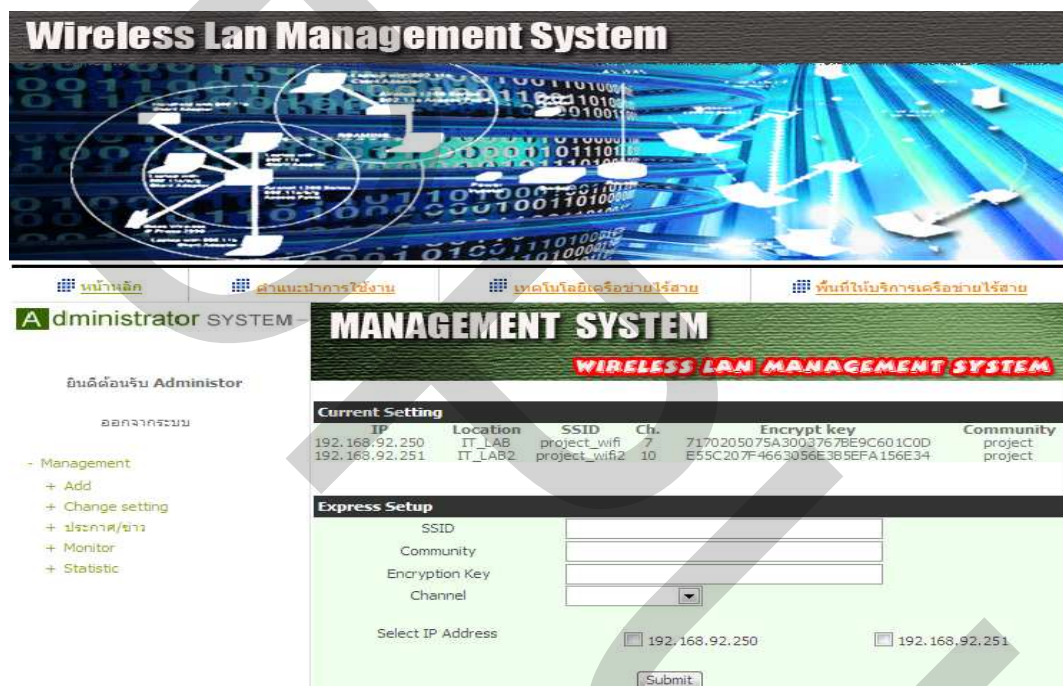 Wireless Lan Management System
หน้าหลัก
คำแนะนำการใช้งาน
เทคโนโลยีเครือข่ายไร้สาย
พื้นที่ให้บริการเครือข่ายไร้สาย
Administrator SYSTEM
MANAGEMENT SYSTEM
WIRELESS LAN MANAGEMENT SYSTEM
ยินดีต้อนรับ Administor
ออกจากระบบ
- Management
+ Add
+ Change setting
+ ประกาศ/ข่าว
+ Monitor
+ Statistic
Current Setting
IP Location SSID Ch. Encrypt key Community
192.168.92.250 IT_LAB project_wifi 7 7170205075A3003767BE9C601C0D project
192.168.92.251 IT_LAB2 project_wifi2 10 E55C207F4663056E3B5EFA156E34 project
Express Setup
SSID
Community
Encryption Key
Channel
Select IP Address
192.168.92.250
192.168.92.251
Submit